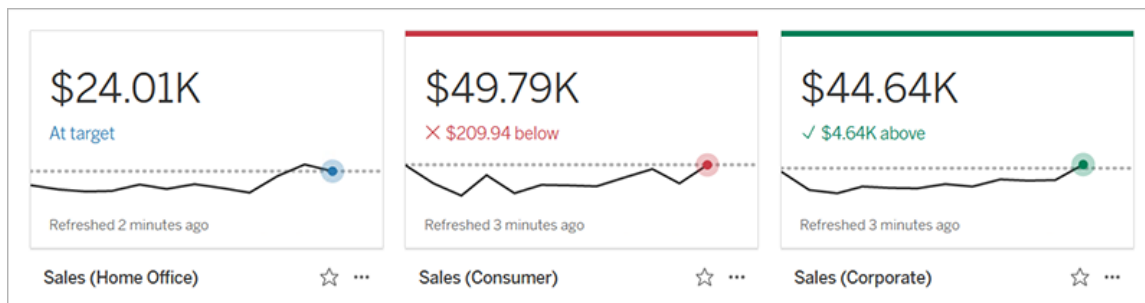 $24.01K
At target
Refreshed 2 minutes ago
Sales (Home Office)
$49.79K
$209.94 below
Refreshed 3 minutes ago
Sales (Consumer)
$44.64K
$4.64K above
Refreshed 3 minutes ago
Sales (Corporate)